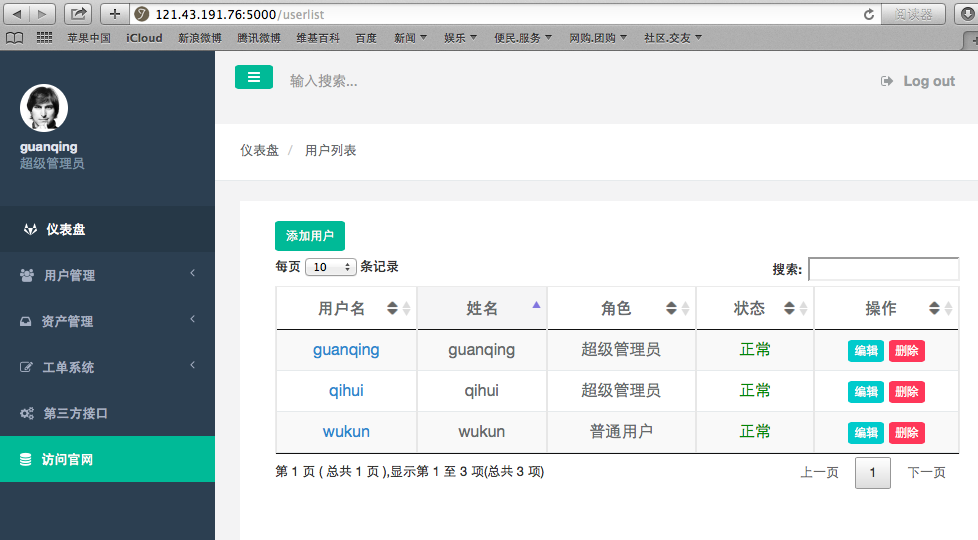 121.43.191.76:5000/userlist
阅读器
苹果中国 iCloud 新浪微博 腾讯微博 维基百科 百度 新闻 娱乐 便民.服务 网购.团购 社区.交友
输入搜索... Log out
guanqing
超级管理员
仪表盘 / 用户列表
仪表盘
用户管理
资产管理
工单系统
第三方接口
访问官网
添加用户
每页 10 条记录 搜索:
用户名 姓名 角色 状态 操作
guanqing guanqing 超级管理员 正常 编辑 删除
qihui qihui 超级管理员 正常 编辑 删除
wukun wukun 普通用户 正常 编辑 删除
第 1 页 ( 总共 1 页 ),显示第 1 至 3 项(总共 3 项) 上一页 1 下一页